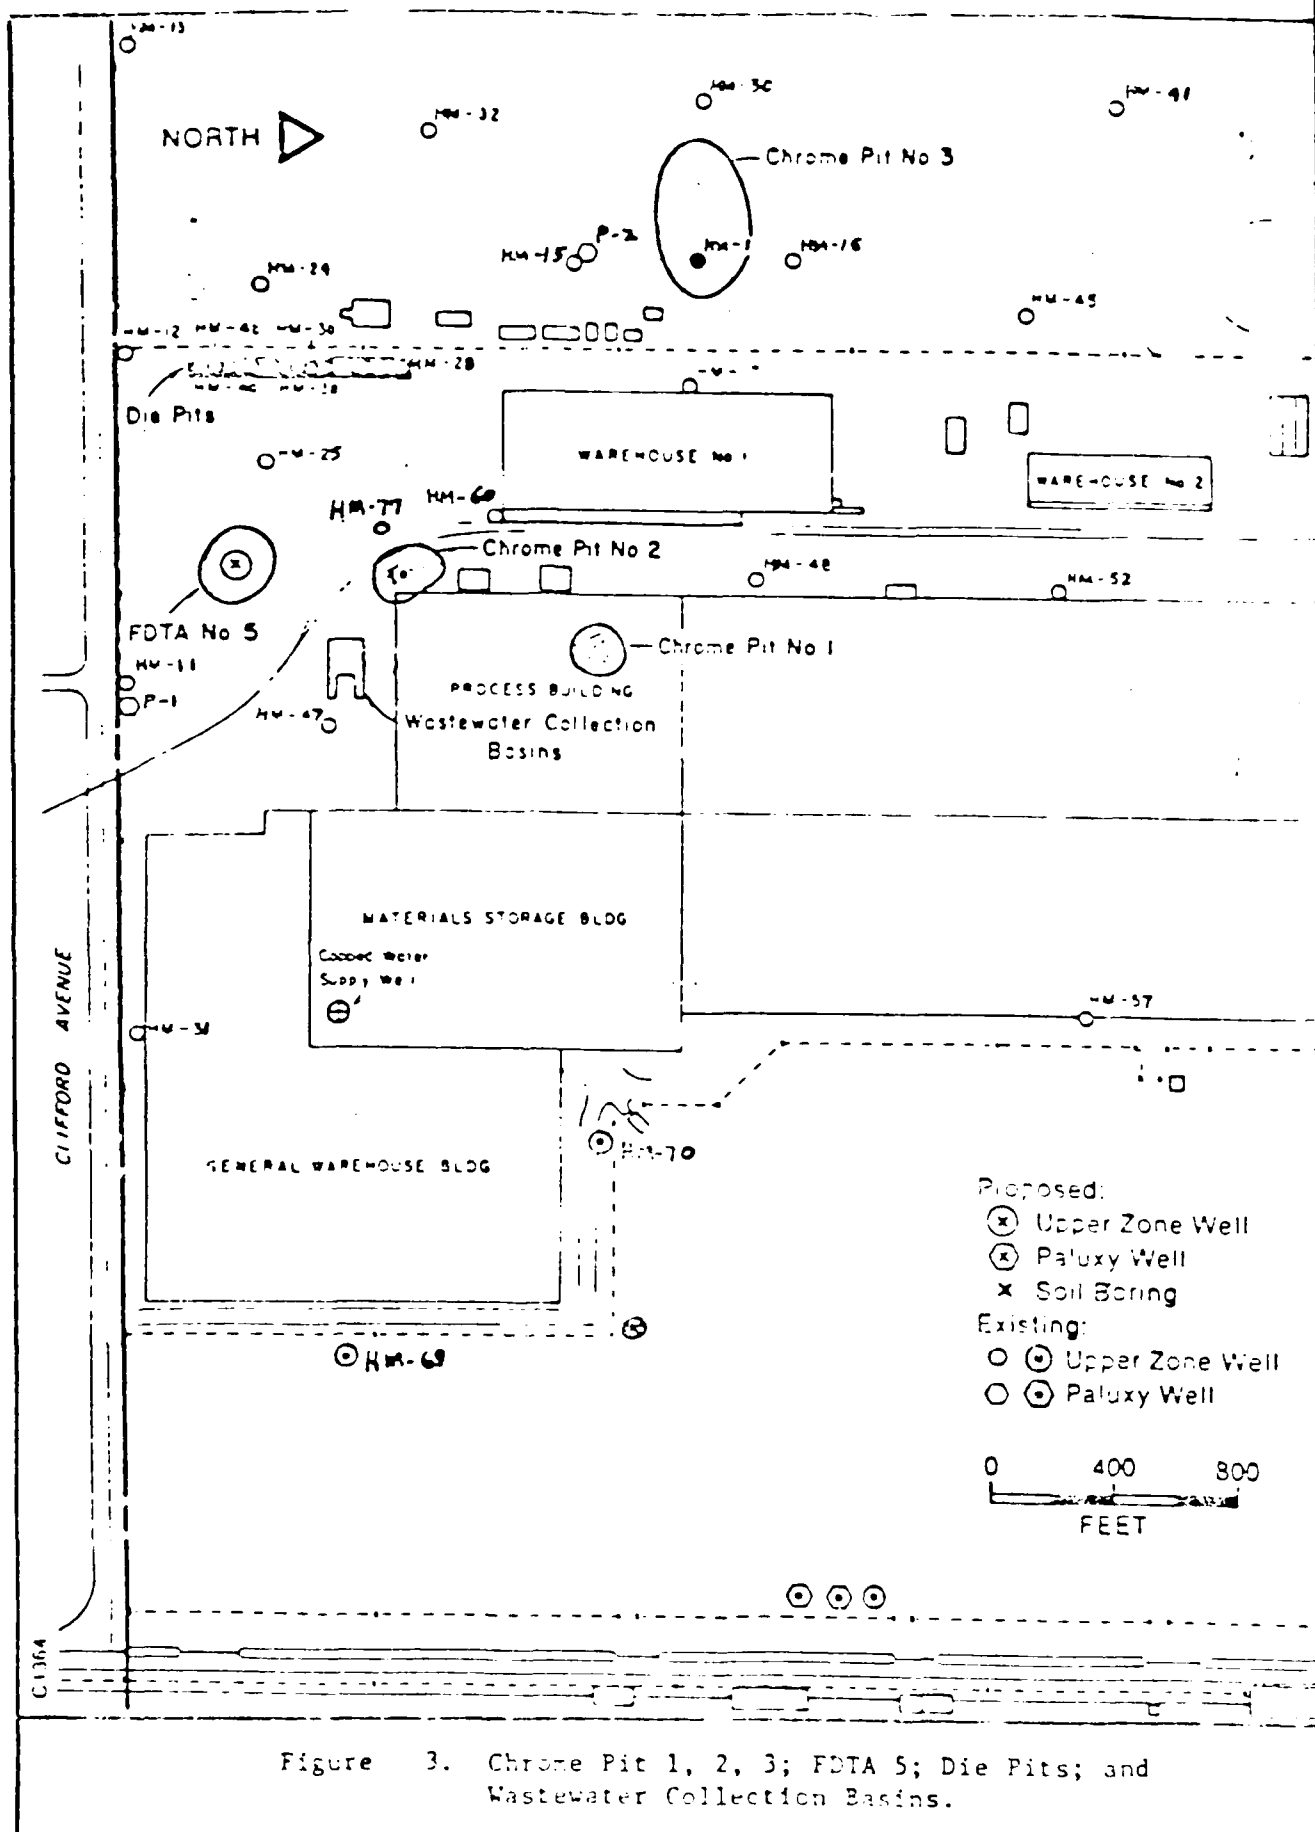 HM-32
HM-41
NORTH
Chrome Pit No 3
P-2
HM-15
HM-16
HM-24
HM-45
HM-12
HM-28
Die Pits
HM-25
WAREHOUSE No 1
WAREHOUSE No 2
HM-60
HM-77
Chrome Pit No 2
HM-52
FDTA No 5
Chrome Pit No 1
HM-11
P-1
PROCESS BUILDING
HM-47
Wastewater Collection
Basins
MATERIALS STORAGE BLDG
Capped Water
Supply Well
CLIFFORD AVENUE
HM-57
HM-70
GENERAL WAREHOUSE BLDG
Proposed:
Upper Zone Well
Paluxy Well
Soil Boring
Existing:
Upper Zone Well
Paluxy Well
HM-69
0 400 800
FEET
Figure 3. Chrome Pit 1, 2, 3; FDTA 5; Die Pits; and
Wastewater Collection Basins.